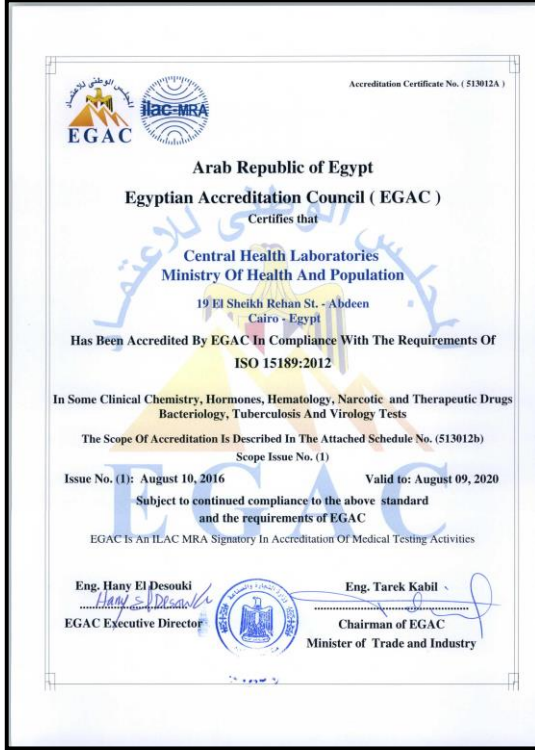 Accreditation Certificate No. ( 513012A )
المجلس الوطني للاعتماد
ilac-MRA
EGAC
Arab Republic of Egypt
Egyptian Accreditation Council ( EGAC )
Certifies that
Central Health Laboratories
Ministry Of Health And Population
19 El Sheikh Rehan St. - Abdeen
Cairo - Egypt
Has Been Accredited By EGAC In Compliance With The Requirements Of
ISO 15189:2012
In Some Clinical Chemistry, Hormones, Hematology, Narcotic and Therapeutic Drugs
Bacteriology, Tuberculosis And Virology Tests
The Scope Of Accreditation Is Described In The Attached Schedule No. (513012b)
Scope Issue No. (1)
Issue No. (1): August 10, 2016 Valid to: August 09, 2020
Subject to continued compliance to the above standard
and the requirements of EGAC
EGAC Is An ILAC MRA Signatory In Accreditation Of Medical Testing Activities
Eng. Hany El Desouki Eng. Tarek Kabil
Hany El Desouki
EGAC Executive Director Chairman of EGAC
Minister of Trade and Industry
المجلس الوطني للاعتماد
EGAC